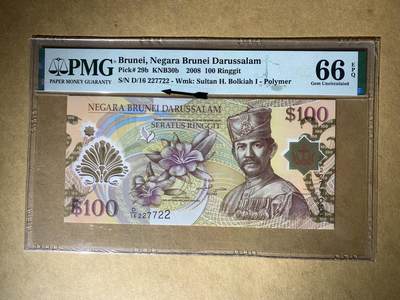 PMG
PAPER MONEY GUARANTY
Brunei, Negara Brunei Darussalam
Pick# 29b KNB30b 2008 100 Ringgit
S/N D/16 227722 - Wmk: Sultan H. Bolkiah I - Polymer
66 EPQ
Gem Uncirculated
NEGARA BRUNEI DARUSSALAM
SERATUS RINGGIT
$100
$100
D/16 227722